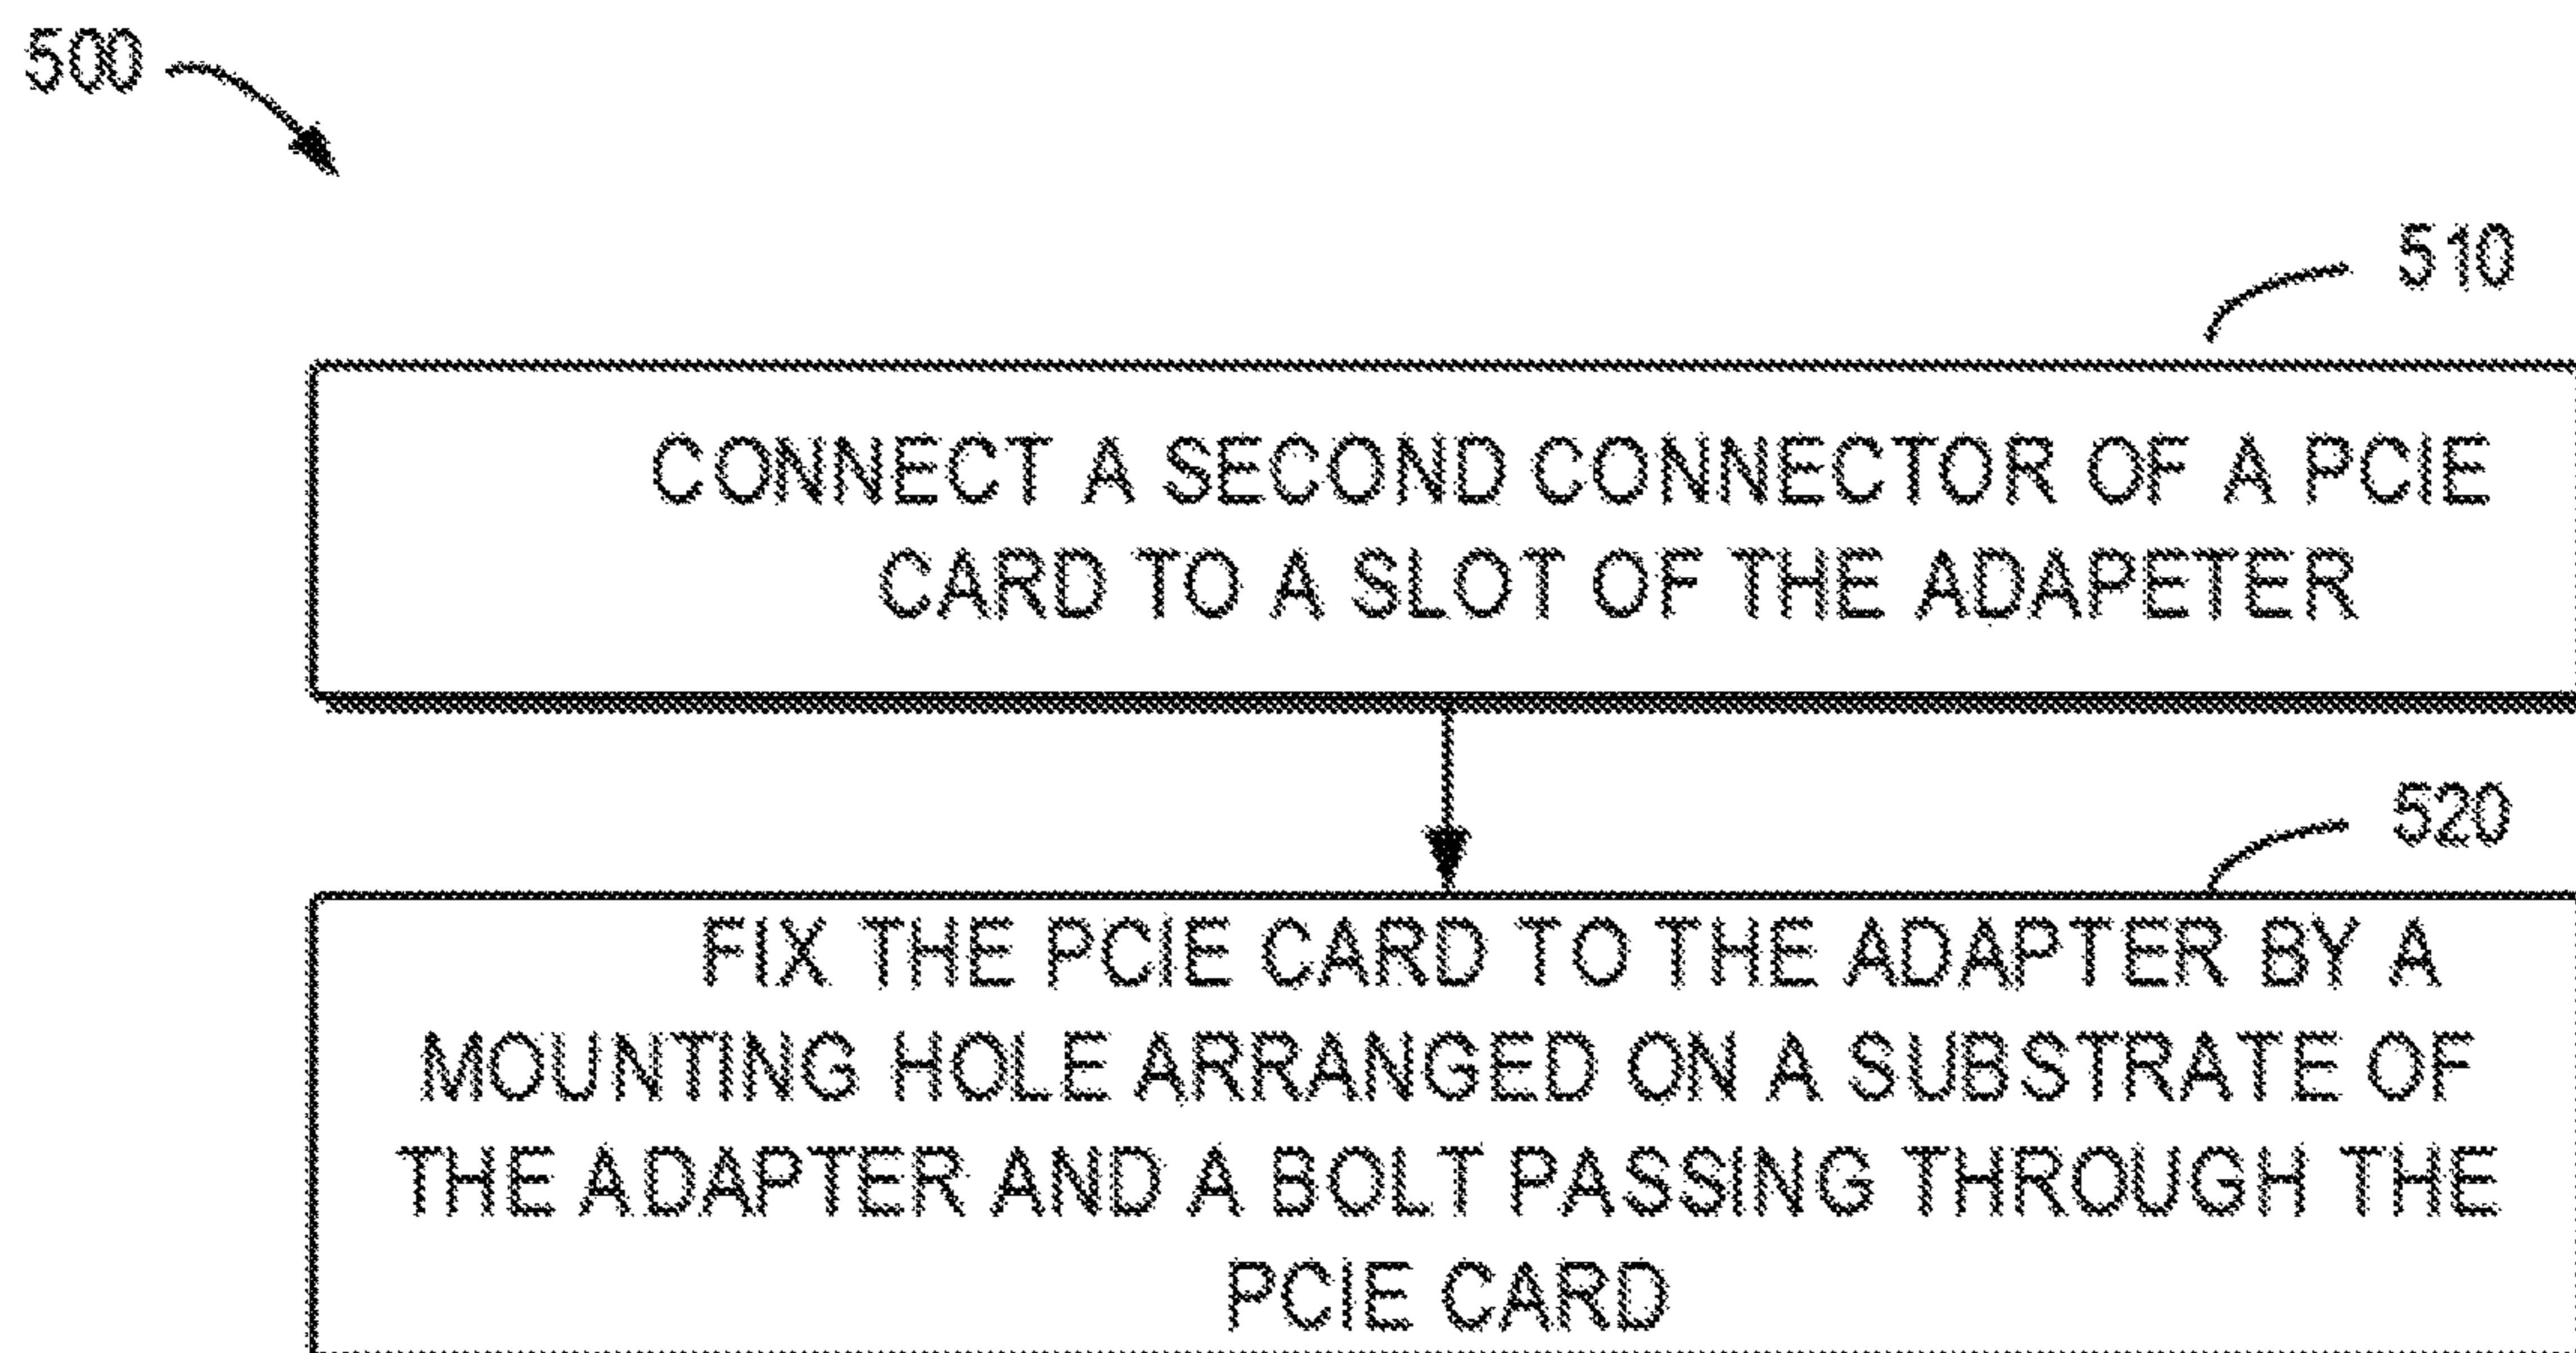 500
510
CONNECT A SECOND CONNECTOR OF A PCIE
CARD TO A SLOT OF THE ADAPETER
520
FIX THE PCIE CARD TO THE ADAPTER BY A
MOUNTING HOLE ARRANGED ON A SUBSTRATE OF
THE ADAPTER AND A BOLT PASSING THROUGH THE
PCIE CARD